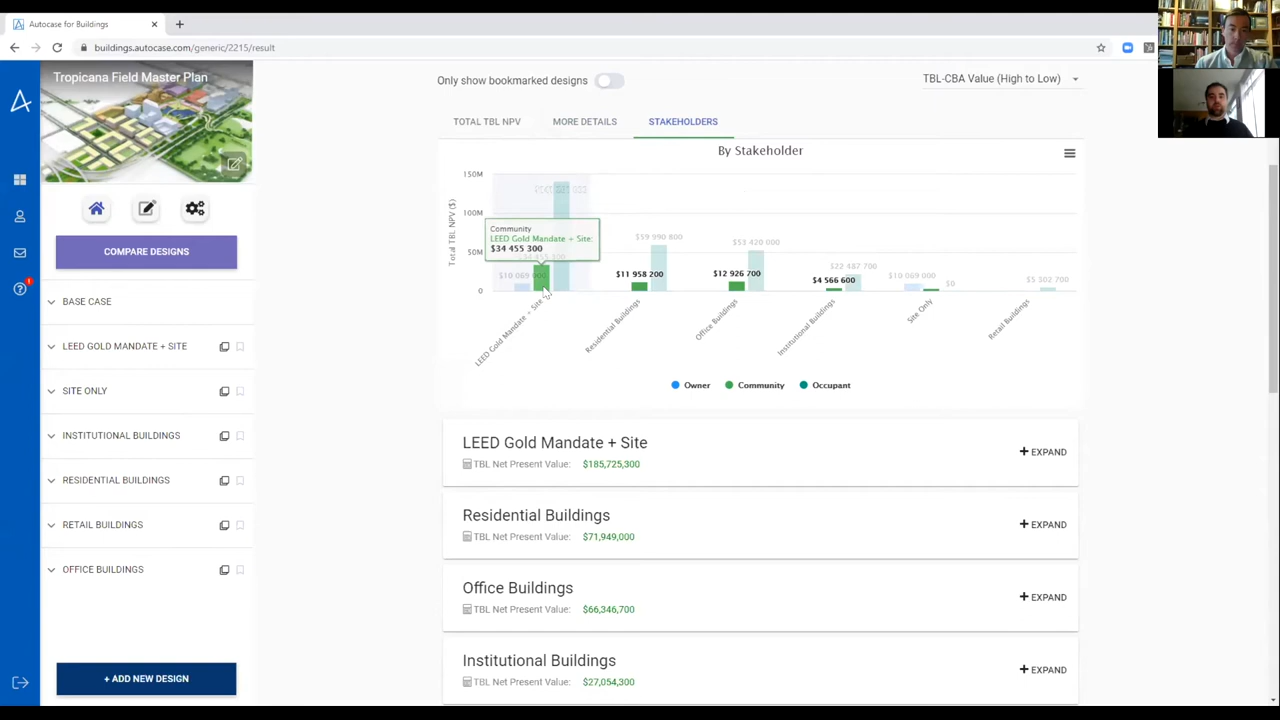 Autocase for Buildings
buildings.autocase.com/generic/2215/result
Tropicana Field Master Plan
COMPARE DESIGNS
BASE CASE
LEED GOLD MANDATE + SITE
SITE ONLY
INSTITUTIONAL BUILDINGS
RESIDENTIAL BUILDINGS
RETAIL BUILDINGS
OFFICE BUILDINGS
+ ADD NEW DESIGN
Only show bookmarked designs
TBL-CBA Value (High to Low)
TOTAL TBL NPV
MORE DETAILS
STAKEHOLDERS
By Stakeholder
Total TBL NPV ($)
150M
100M
50M
0
Community
LEED Gold Mandate + Site:
$34 455 300
$59 990 800
$53 420 000
$22 487 700
$10 069 000
$5 302 700
$11 958 200
$12 926 700
$4 566 600
$0
LEED Gold Mandate + Site
Residential Buildings
Office Buildings
Institutional Buildings
Site Only
Retail Buildings
Owner
Community
Occupant
LEED Gold Mandate + Site
TBL Net Present Value: $185,725,300
+ EXPAND
Residential Buildings
TBL Net Present Value: $71,949,000
+ EXPAND
Office Buildings
TBL Net Present Value: $66,346,700
+ EXPAND
Institutional Buildings
TBL Net Present Value: $27,054,300
+ EXPAND